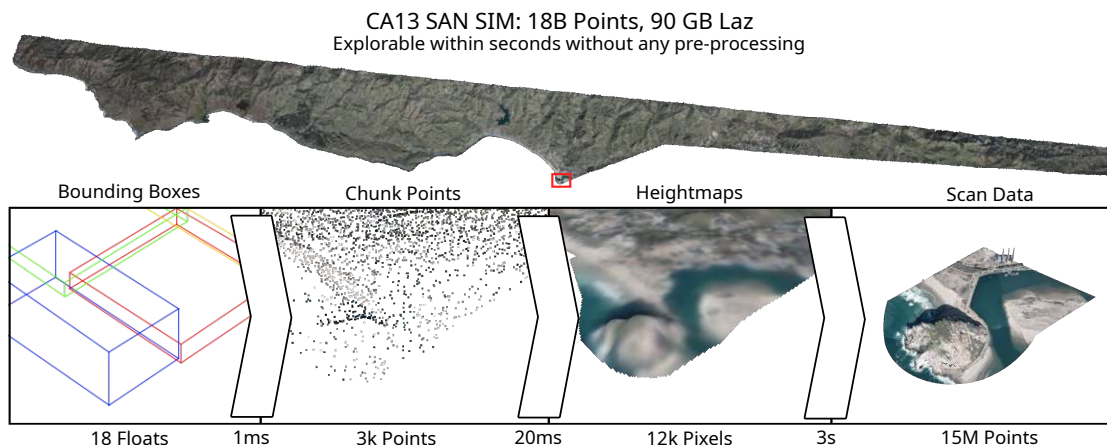 CA13 SAN SIM: 18B Points, 90 GB Laz
Explorable within seconds without any pre-processing
Bounding Boxes
Chunk Points
Heightmaps
Scan Data
18 Floats
1ms
3k Points
20ms
12k Pixels
3s
15M Points